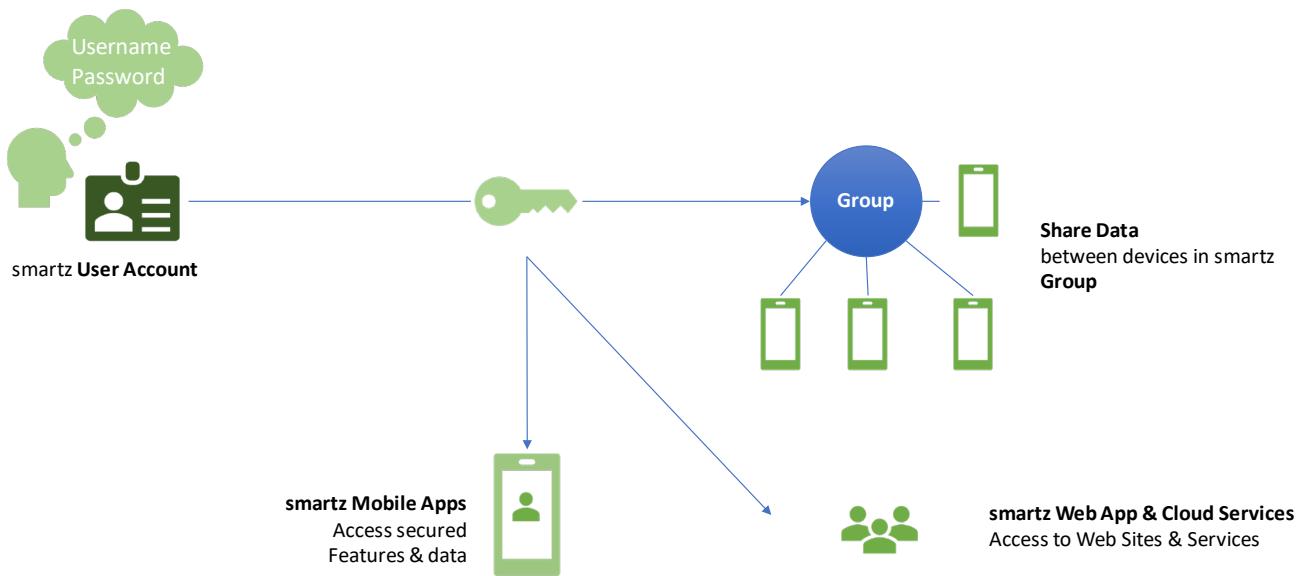 Username
Password
smartz User Account
Group
Share Data
between devices in smartz
Group
smartz Mobile Apps
Access secured
Features & data
smartz Web App & Cloud Services
Access to Web Sites & Services